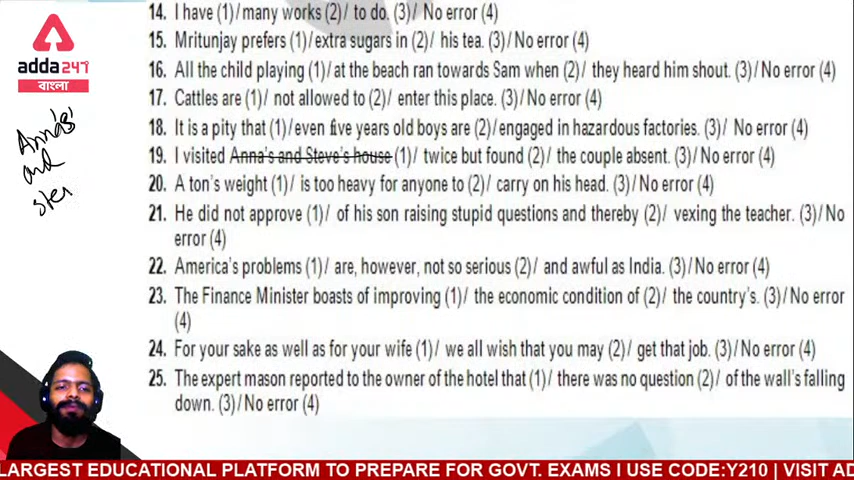 14. I have (1)/many works (2)/ to do. (3)/ No error (4)
15. Mritunjay prefers (1)/extra sugars in (2)/ his tea. (3)/No error (4)
16. All the child playing (1)/at the beach ran towards Sam when (2)/ they heard him shout. (3)/ No error (4)
17. Cattles are (1)/ not allowed to (2)/ enter this place. (3)/ No error (4)
18. It is a pity that (1)/even five years old boys are (2)/engaged in hazardous factories. (3)/ No error (4)
19. I visited Anna's and Steve's house (1)/ twice but found (2)/ the couple absent. (3)/ No error (4)
20. A ton's weight (1)/ is too heavy for anyone to (2)/ carry on his head. (3)/ No error (4)
21. He did not approve (1)/ of his son raising stupid questions and thereby (2)/ vexing the teacher. (3)/No
error (4)
22. America's problems (1)/ are, however, not so serious (2)/ and awful as India. (3)/ No error (4)
23. The Finance Minister boasts of improving (1)/ the economic condition of (2)/ the country's. (3)/ No error
(4)
24. For your sake as well as for your wife (1)/ we all wish that you may (2)/ get that job. (3)/ No error (4)
25. The expert mason reported to the owner of the hotel that (1)/ there was no question (2)/ of the wall's falling
down. (3)/ No error (4)
adda247
বাংলা
Anna's
and
Stev
LARGEST EDUCATIONAL PLATFORM TO PREPARE FOR GOVT. EXAMS I USE CODE:Y210 | VISIT AD